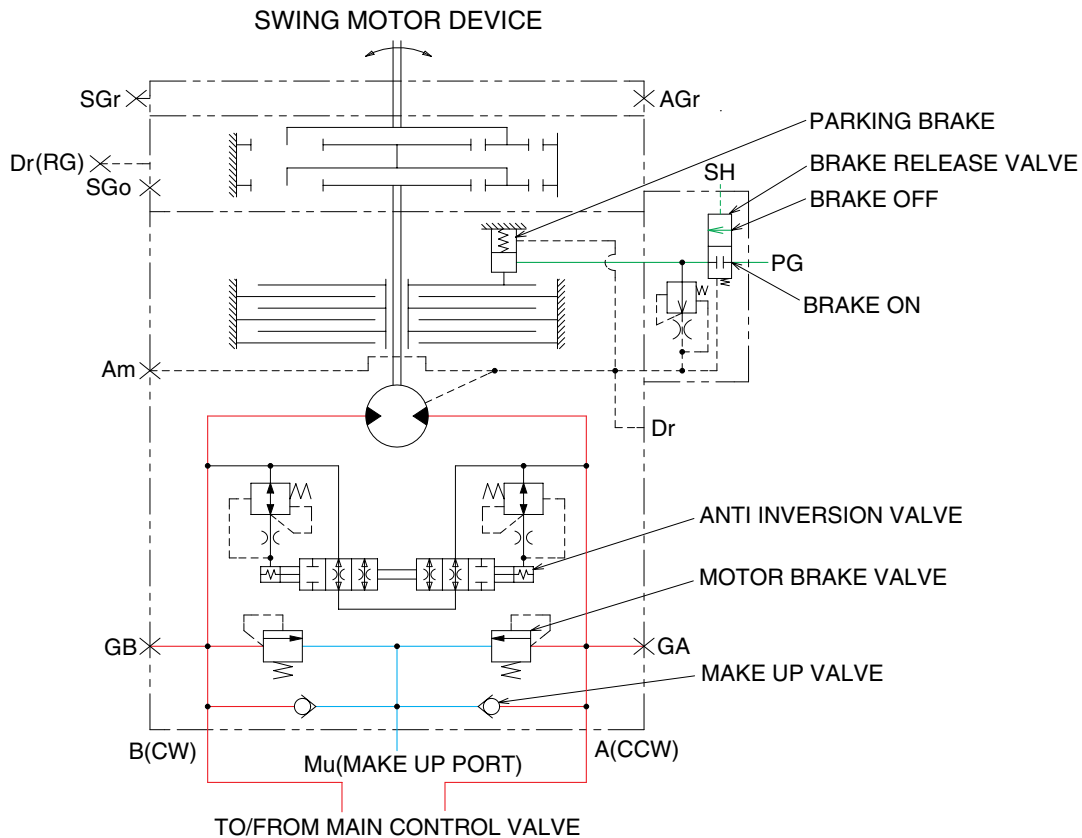 SWING MOTOR DEVICE
SGr
AGr
PARKING BRAKE
Dr(RG)
SH
BRAKE RELEASE VALVE
SGo
BRAKE OFF
PG
BRAKE ON
Am
Dr
ANTI INVERSION VALVE
MOTOR BRAKE VALVE
GB
GA
MAKE UP VALVE
B(CW)
A(CCW)
Mu(MAKE UP PORT)
TO/FROM MAIN CONTROL VALVE